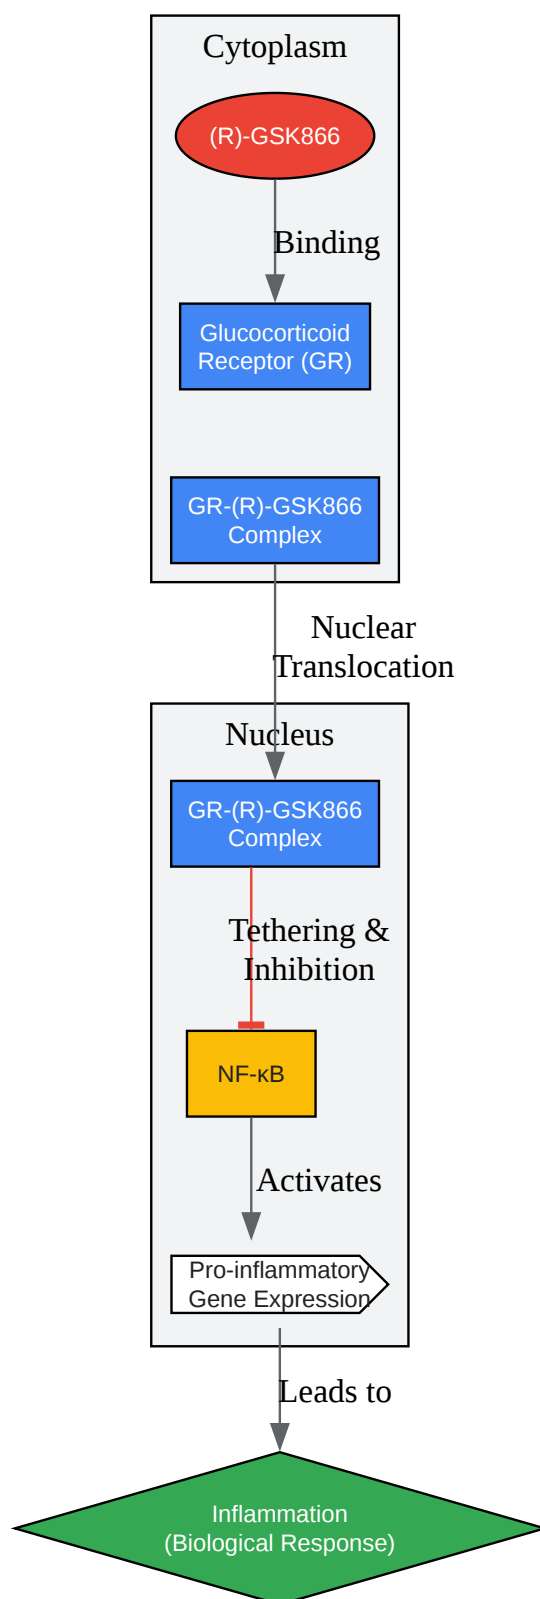 Cytoplasm
(R)-GSK866
Binding
Glucocorticoid
Receptor (GR)
GR-(R)-GSK866
Complex
Nuclear
Translocation
Nucleus
GR-(R)-GSK866
Complex
Tethering &
Inhibition
NF-κB
Activates
Pro-inflammatory
Gene Expression
Leads to
Inflammation
(Biological Response)